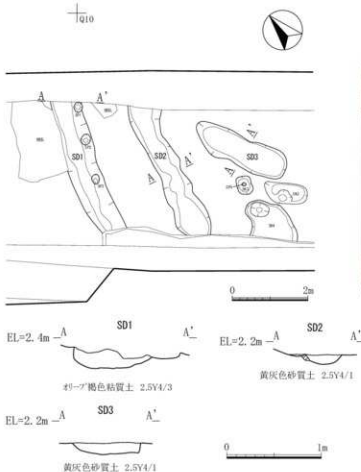 Q10
A
A'
SD1
SD2
SD3
A'
A'
A
A
0 2m
SD1
EL=2.4m A A'
オリーブ褐色粘質土 2.5Y4/3
SD2
EL=2.2m A A'
黄灰色砂質土 2.5Y4/1
SD3
EL=2.2m A A'
黄灰色砂質土 2.5Y4/1
0 1m